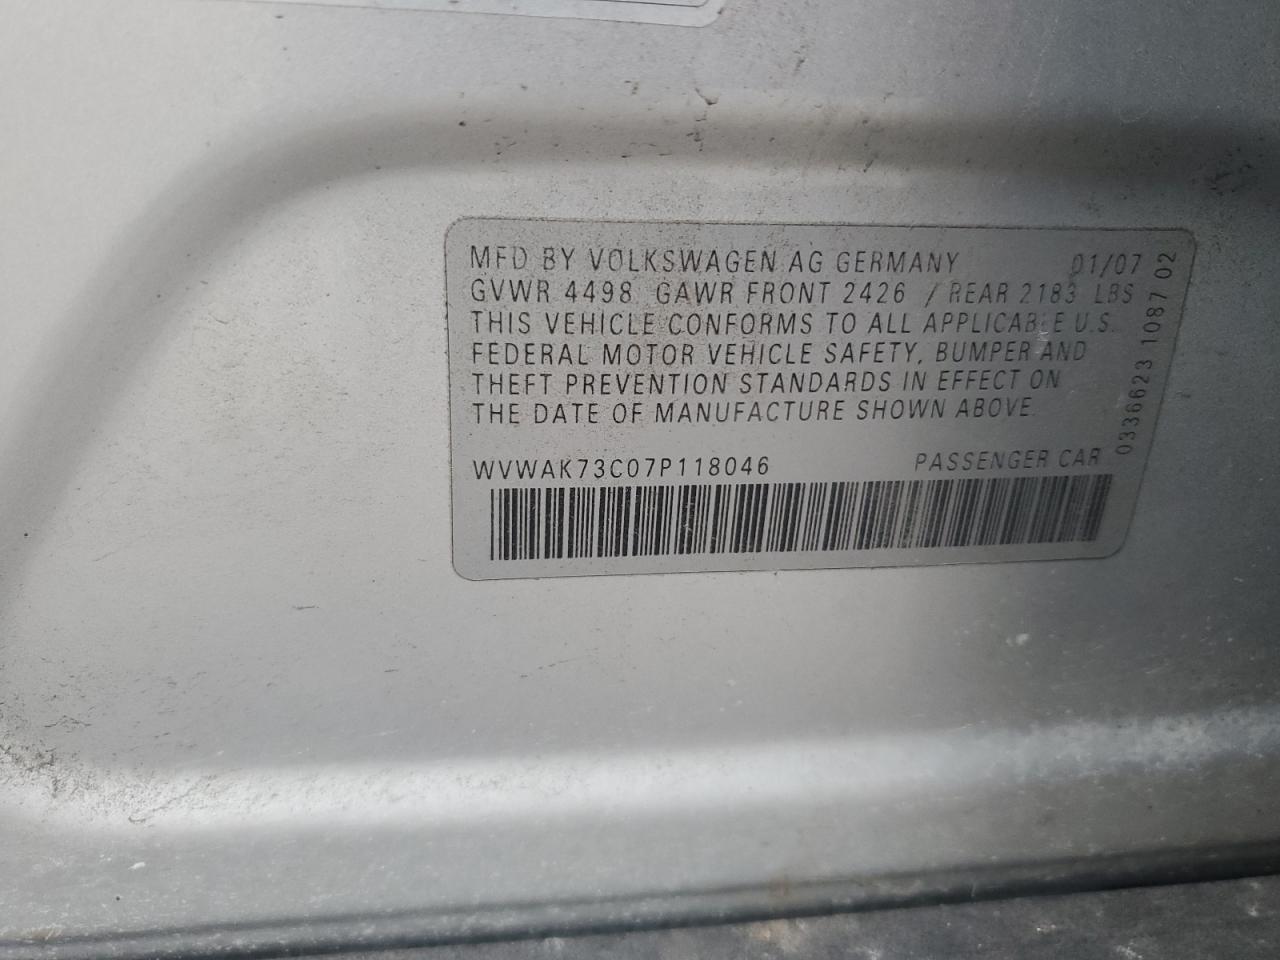 MFD BY VOLKSWAGEN AG GERMANY 01/07
GVWR 4498 GAWR FRONT 2426 / REAR 2183 LBS
THIS VEHICLE CONFORMS TO ALL APPLICABLE U.S.
FEDERAL MOTOR VEHICLE SAFETY, BUMPER AND
THEFT PREVENTION STANDARDS IN EFFECT ON
THE DATE OF MANUFACTURE SHOWN ABOVE.
WVWAK73C07P118046 PASSENGER CAR
0336623 1087 02